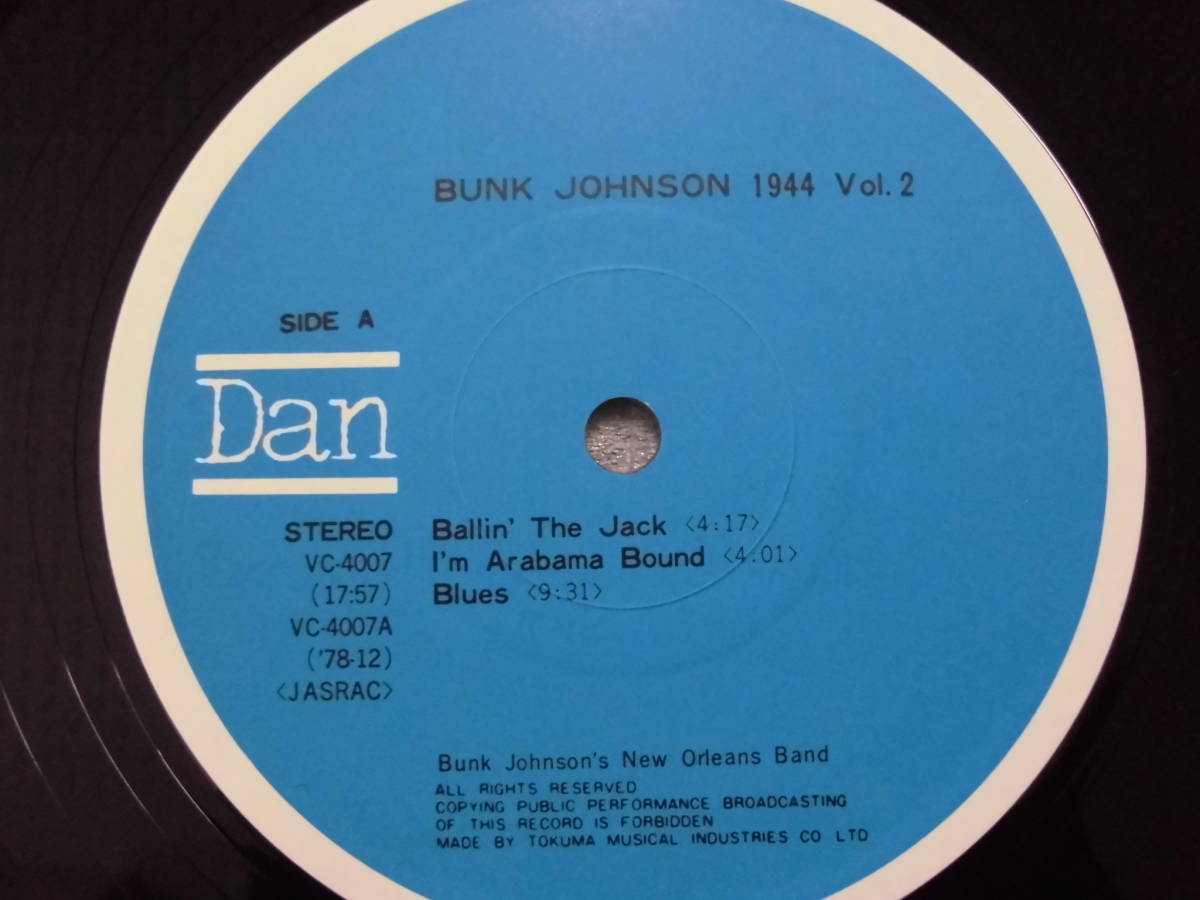 BUNK JOHNSON 1944 Vol. 2
SIDE A
Dan
STEREO
VC-4007
(17:57)
VC-4007A
('78-12)
<JASRAC>
Ballin' The Jack <4:17>
I'm Arabama Bound <4:01>
Blues <9:31>
Bunk Johnson's New Orleans Band
ALL RIGHTS RESERVED
COPYING PUBLIC PERFORMANCE BROADCASTING
OF THIS RECORD IS FORBIDDEN
MADE BY TOKUMA MUSICAL INDUSTRIES CO LTD